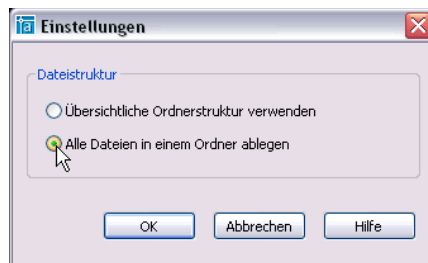 Einstellungen
Dateistruktur
Übersichtliche Ordnerstruktur verwenden
Alle Dateien in einem Ordner ablegen
OK Abbrechen Hilfe